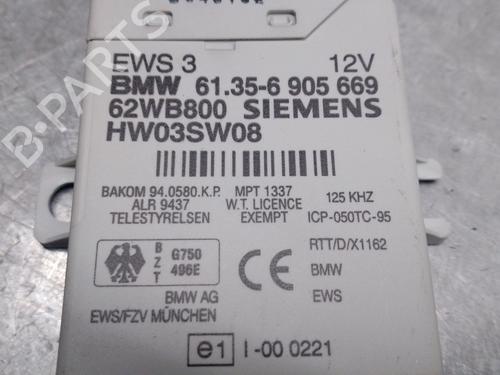 EWS 3 12V
BMW 61.35-6 905 669
62WB800 SIEMENS
HW03SW08
BAKOM 94.0580.K.P. MPT 1337 125 KHZ
ALR 9437 W.T. LICENCE
TELESTYRELSEN EXEMPT ICP-050TC-95
B Z T G750 496E
RTT/D/X1162
BMW
EWS
BMW AG
EWS/FZV MÜNCHEN
e1 I-00 0221
B-PARTS